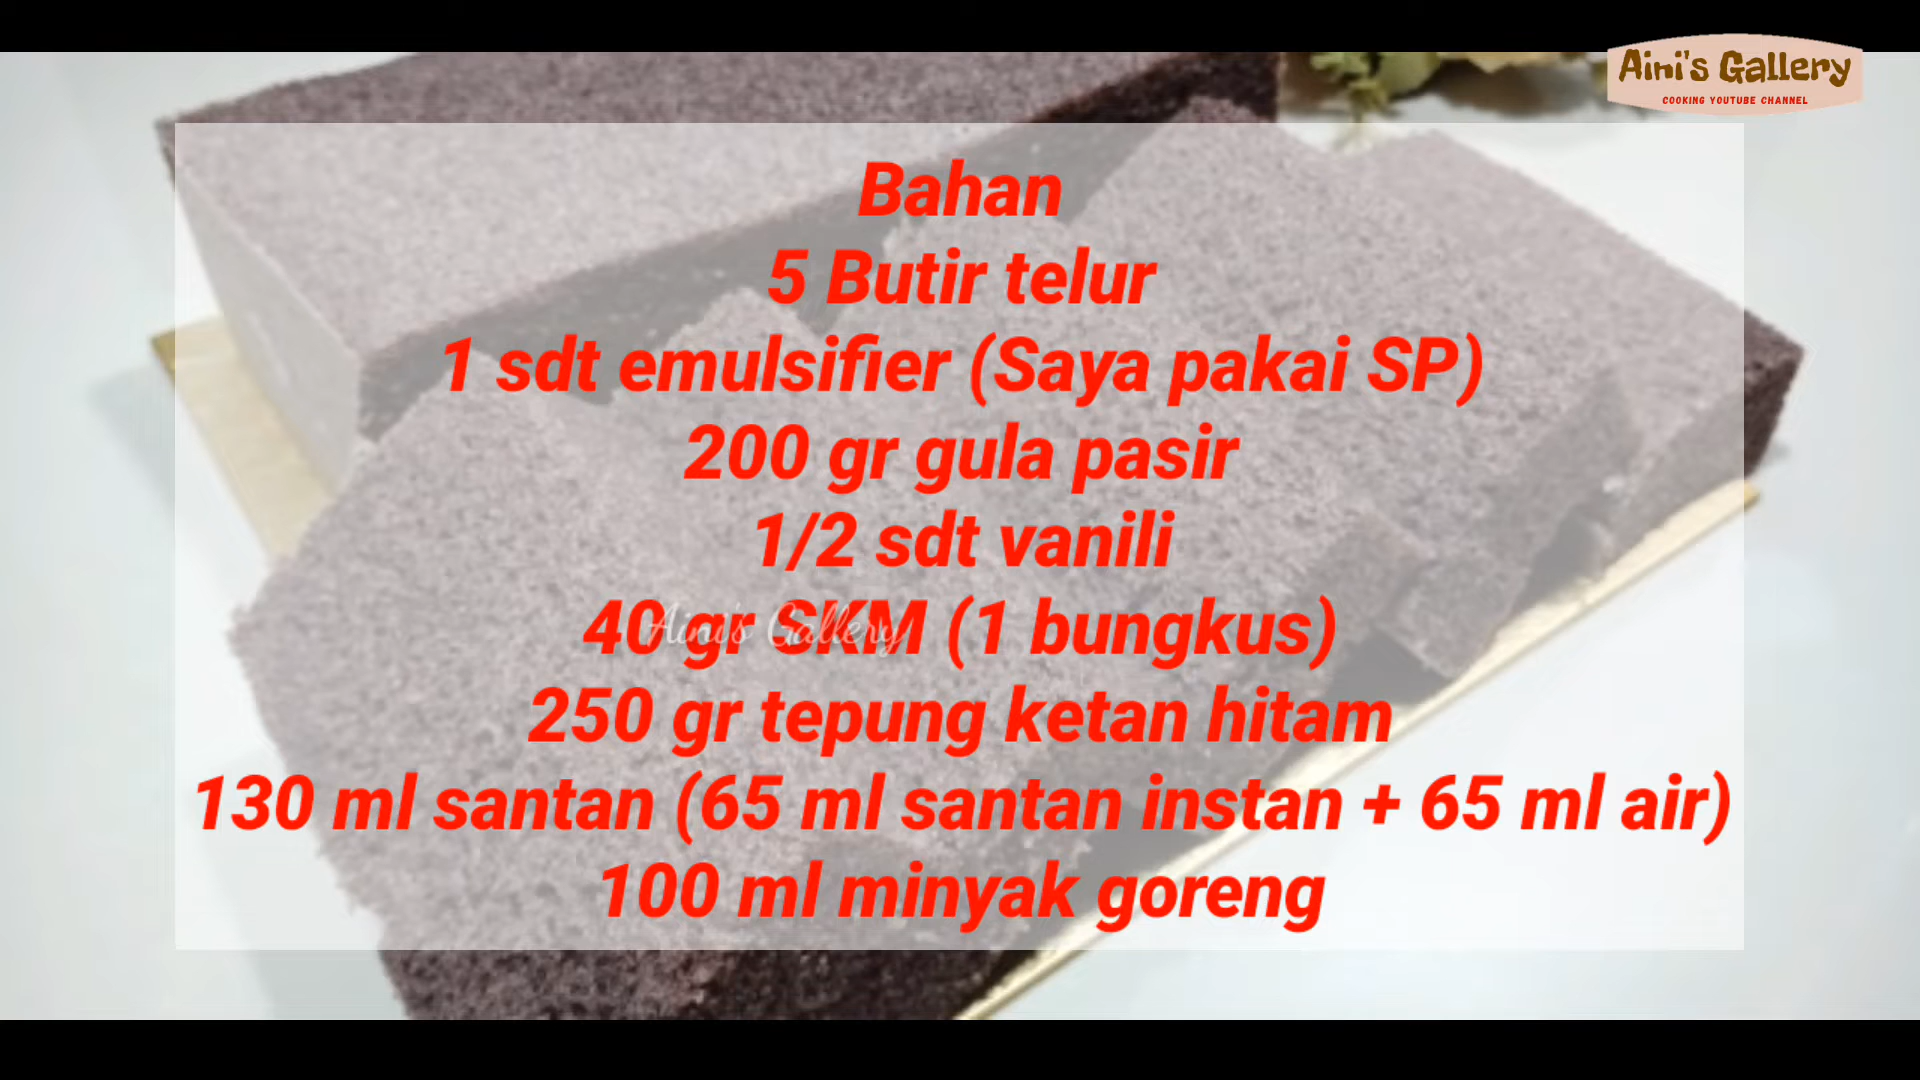 Aini's Gallery
COOKING YOUTUBE CHANNEL
Bahan
5 Butir telur
1 sdt emulsifier (Saya pakai SP)
200 gr gula pasir
1/2 sdt vanili
40 gr SKM (1 bungkus)
Aini's Gallery
250 gr tepung ketan hitam
130 ml santan (65 ml santan instan + 65 ml air)
100 ml minyak goreng